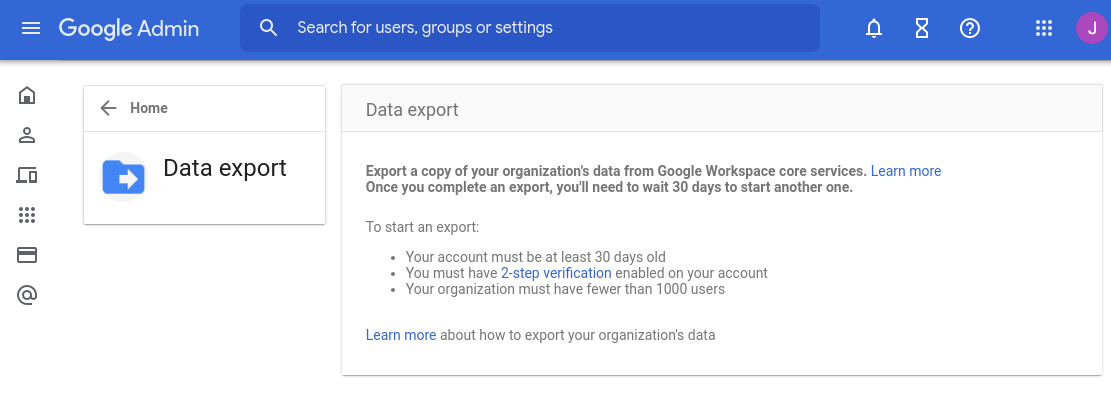 Google Admin
Search for users, groups or settings
J
Home
Data export
Data export
Export a copy of your organization's data from Google Workspace core services. Learn more
Once you complete an export, you'll need to wait 30 days to start another one.
To start an export:
• Your account must be at least 30 days old
• You must have 2-step verification enabled on your account
• Your organization must have fewer than 1000 users
Learn more about how to export your organization's data